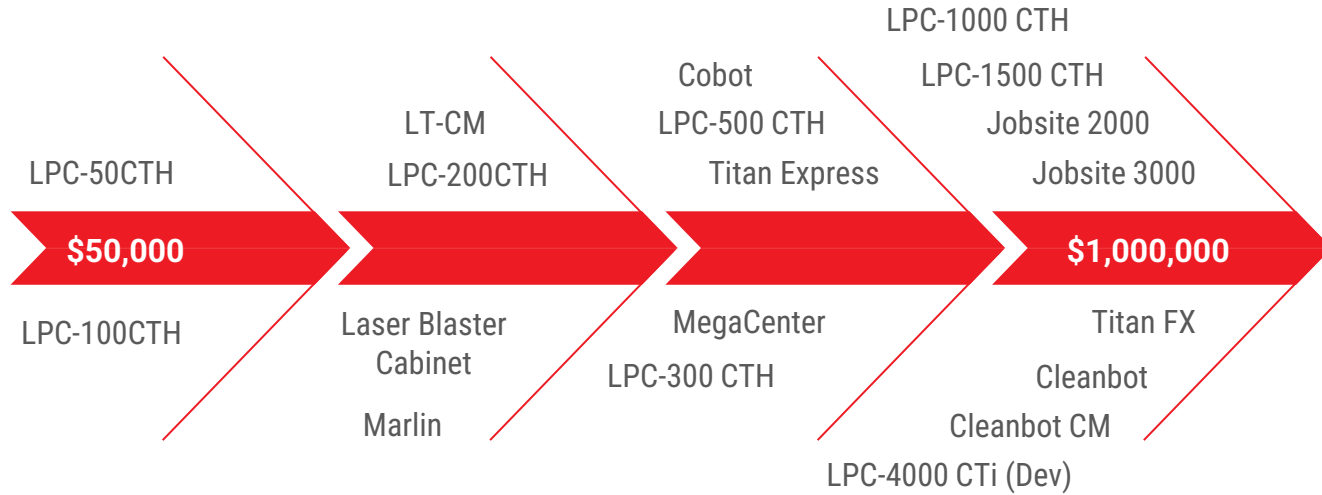 LPC-1000 CTH
Cobot
LPC-1500 CTH
LT-CM
LPC-500 CTH
Jobsite 2000
LPC-50CTH
LPC-200CTH
Titan Express
Jobsite 3000
$50,000
$1,000,000
LPC-100CTH
Laser Blaster
Cabinet
MegaCenter
Titan FX
LPC-300 CTH
Cleanbot
Marlin
Cleanbot CM
LPC-4000 CTi (Dev)